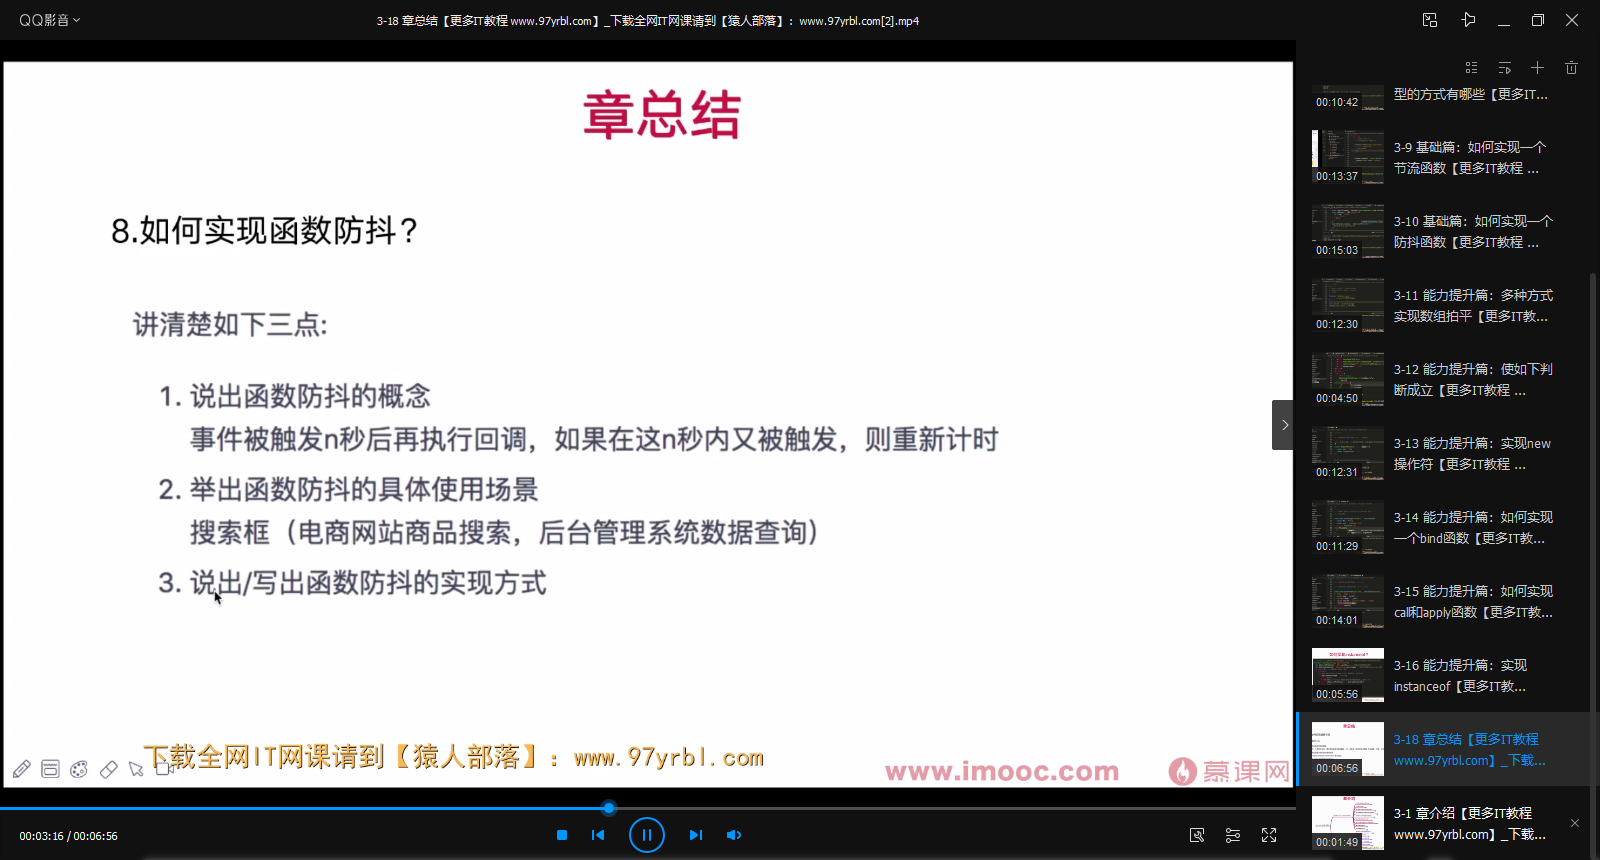 QQ影音
3-18 章总结【更多IT教程 www.97yrbl.com】_下载全网IT网课请到【猿人部落】：www.97yrbl.com[2].mp4
章总结
8.如何实现函数防抖？
讲清楚如下三点:
1. 说出函数防抖的概念
事件被触发n秒后再执行回调，如果在这n秒内又被触发，则重新计时
2. 举出函数防抖的具体使用场景
搜索框（电商网站商品搜索，后台管理系统数据查询）
3. 说出/写出函数防抖的实现方式
下载全网IT网课请到【猿人部落】：www.97yrbl.com
www.imooc.com
慕课网
00:03:16 / 00:06:56
00:10:42
型的方式有哪些【更多IT...
00:13:37
3-9 基础篇：如何实现一个
节流函数【更多IT教程 ...
00:15:03
3-10 基础篇：如何实现一个
防抖函数【更多IT教程 ...
00:12:30
3-11 能力提升篇：多种方式
实现数组拍平【更多IT教...
00:04:50
3-12 能力提升篇：使如下判
断成立【更多IT教程 ...
00:12:31
3-13 能力提升篇：实现new
操作符【更多IT教程 ...
00:11:29
3-14 能力提升篇：如何实现
一个bind函数【更多IT教...
00:14:01
3-15 能力提升篇：如何实现
cal和apply函数【更多IT教...
00:05:56
3-16 能力提升篇：实现
instanceof【更多IT教...
00:06:56
3-18 章总结【更多IT教程
www.97yrbl.com】_下载...
00:01:49
3-1 章介绍【更多IT教程
www.97yrbl.com】_下载...